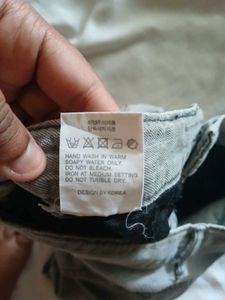 HAND WASH IN WARM
SOAPY WATER ONLY
DO NOT BLEACH
IRON AT MEDIUM SETTING
DO NOT TUMBLE DRY.
DESIGN BY KOREA